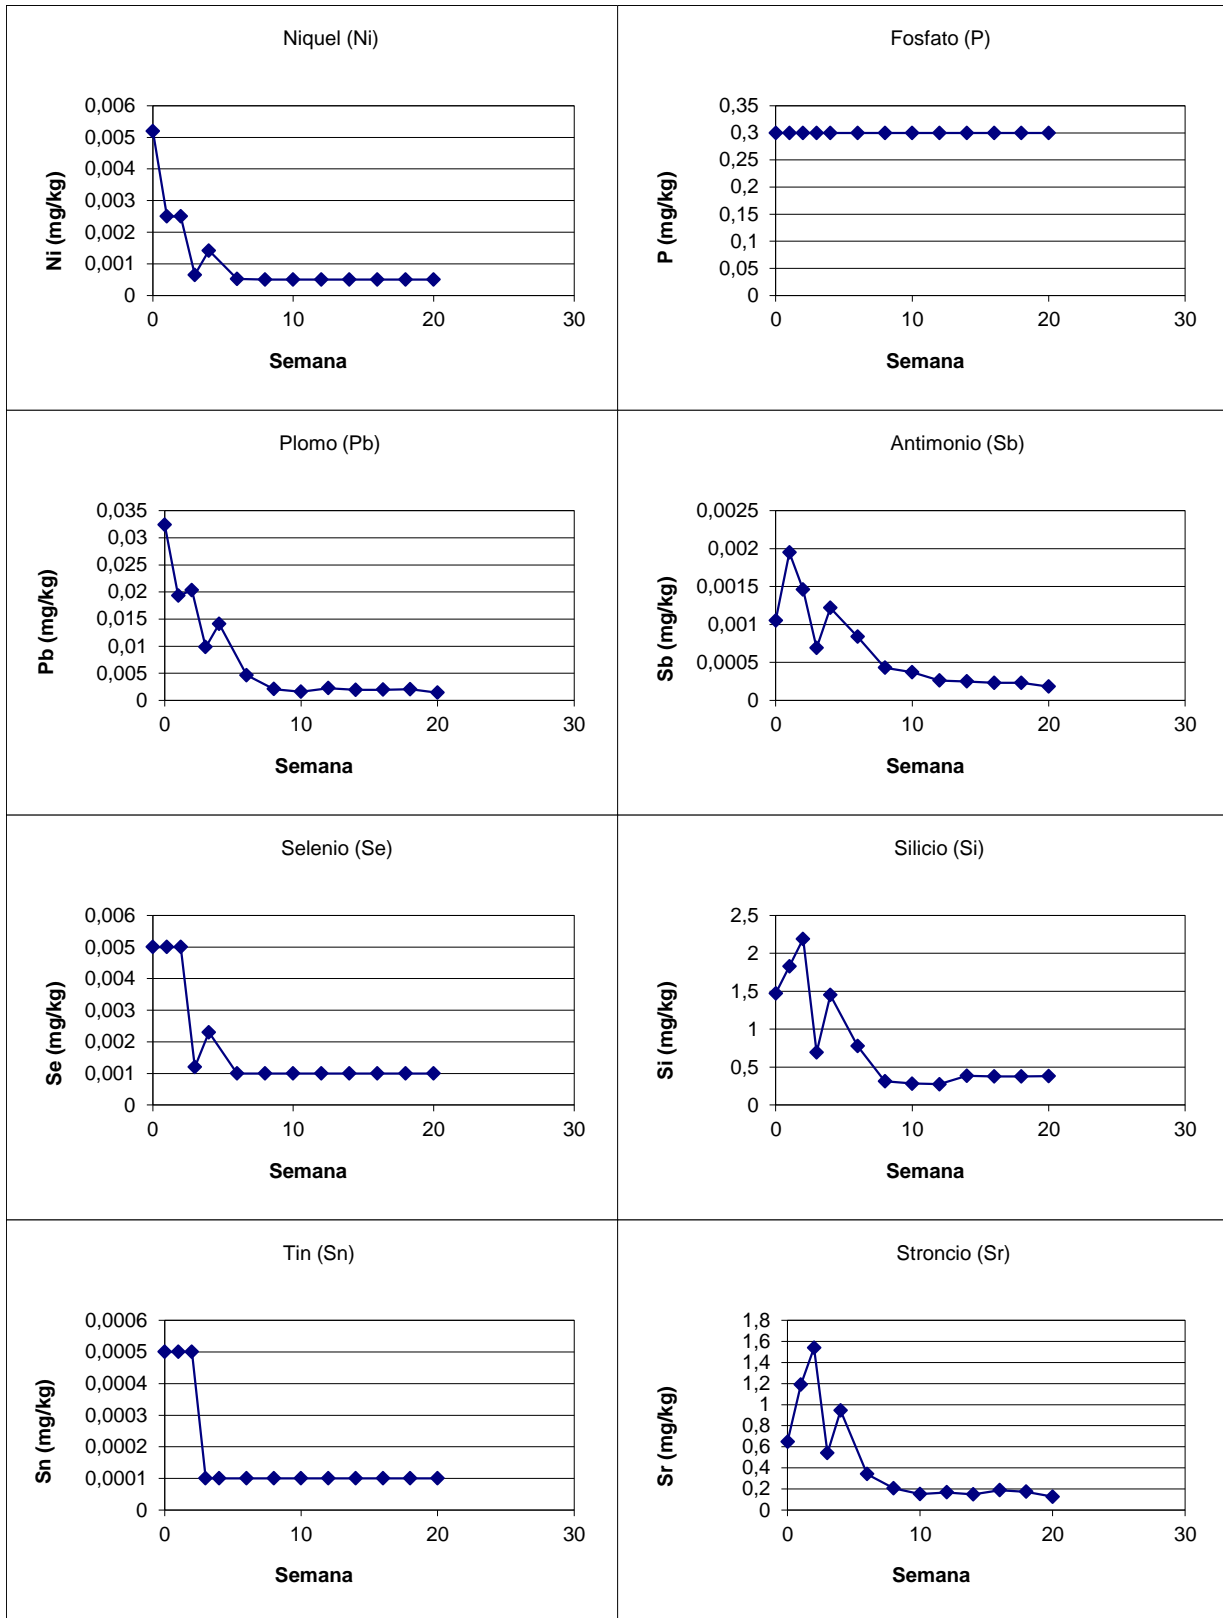 Niquel (Ni)
0,006
0,005
0,004
0,003
0,002
0,001
0
Ni (mg/kg)
0 10 20 30
Semana
Fosfato (P)
0,35
0,3
0,25
0,2
0,15
0,1
0,05
0
P (mg/kg)
0 10 20 30
Semana
Plomo (Pb)
0,035
0,03
0,025
0,02
0,015
0,01
0,005
0
Pb (mg/kg)
0 10 20 30
Semana
Antimonio (Sb)
0,0025
0,002
0,0015
0,001
0,0005
0
Sb (mg/kg)
0 10 20 30
Semana
Selenio (Se)
0,006
0,005
0,004
0,003
0,002
0,001
0
Se (mg/kg)
0 10 20 30
Semana
Silicio (Si)
2,5
2
1,5
1
0,5
0
Si (mg/kg)
0 10 20 30
Semana
Tin (Sn)
0,0006
0,0005
0,0004
0,0003
0,0002
0,0001
0
Sn (mg/kg)
0 10 20 30
Semana
Stroncio (Sr)
1,8
1,6
1,4
1,2
1
0,8
0,6
0,4
0,2
0
Sr (mg/kg)
0 10 20 30
Semana